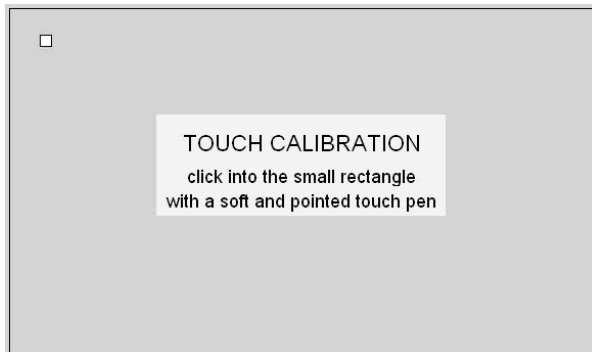 TOUCH CALIBRATION
click into the small rectangle
with a soft and pointed touch pen